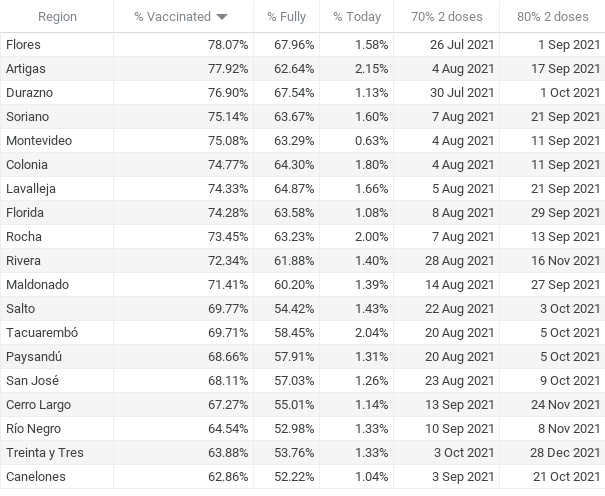 Region % Vaccinated % Fully % Today 70% 2 doses 80% 2 doses
Flores 78.07% 67.96% 1.58% 26 Jul 2021 1 Sep 2021
Artigas 77.92% 62.64% 2.15% 4 Aug 2021 17 Sep 2021
Durazno 76.90% 67.54% 1.13% 30 Jul 2021 1 Oct 2021
Soriano 75.14% 63.67% 1.60% 7 Aug 2021 21 Sep 2021
Montevideo 75.08% 63.29% 0.63% 4 Aug 2021 11 Sep 2021
Colonia 74.77% 64.30% 1.80% 4 Aug 2021 11 Sep 2021
Lavalleja 74.33% 64.87% 1.66% 5 Aug 2021 21 Sep 2021
Florida 74.28% 63.58% 1.08% 8 Aug 2021 29 Sep 2021
Rocha 73.45% 63.23% 2.00% 7 Aug 2021 13 Sep 2021
Rivera 72.34% 61.88% 1.40% 28 Aug 2021 16 Nov 2021
Maldonado 71.41% 60.20% 1.39% 14 Aug 2021 27 Sep 2021
Salto 69.77% 54.42% 1.43% 22 Aug 2021 3 Oct 2021
Tacuarembó 69.71% 58.45% 2.04% 20 Aug 2021 5 Oct 2021
Paysandú 68.66% 57.91% 1.31% 20 Aug 2021 5 Oct 2021
San José 68.11% 57.03% 1.26% 23 Aug 2021 9 Oct 2021
Cerro Largo 67.27% 55.01% 1.14% 13 Sep 2021 24 Nov 2021
Río Negro 64.54% 52.98% 1.33% 10 Sep 2021 8 Nov 2021
Treinta y Tres 63.88% 53.76% 1.33% 3 Oct 2021 28 Dec 2021
Canelones 62.86% 52.22% 1.04% 3 Sep 2021 21 Oct 2021